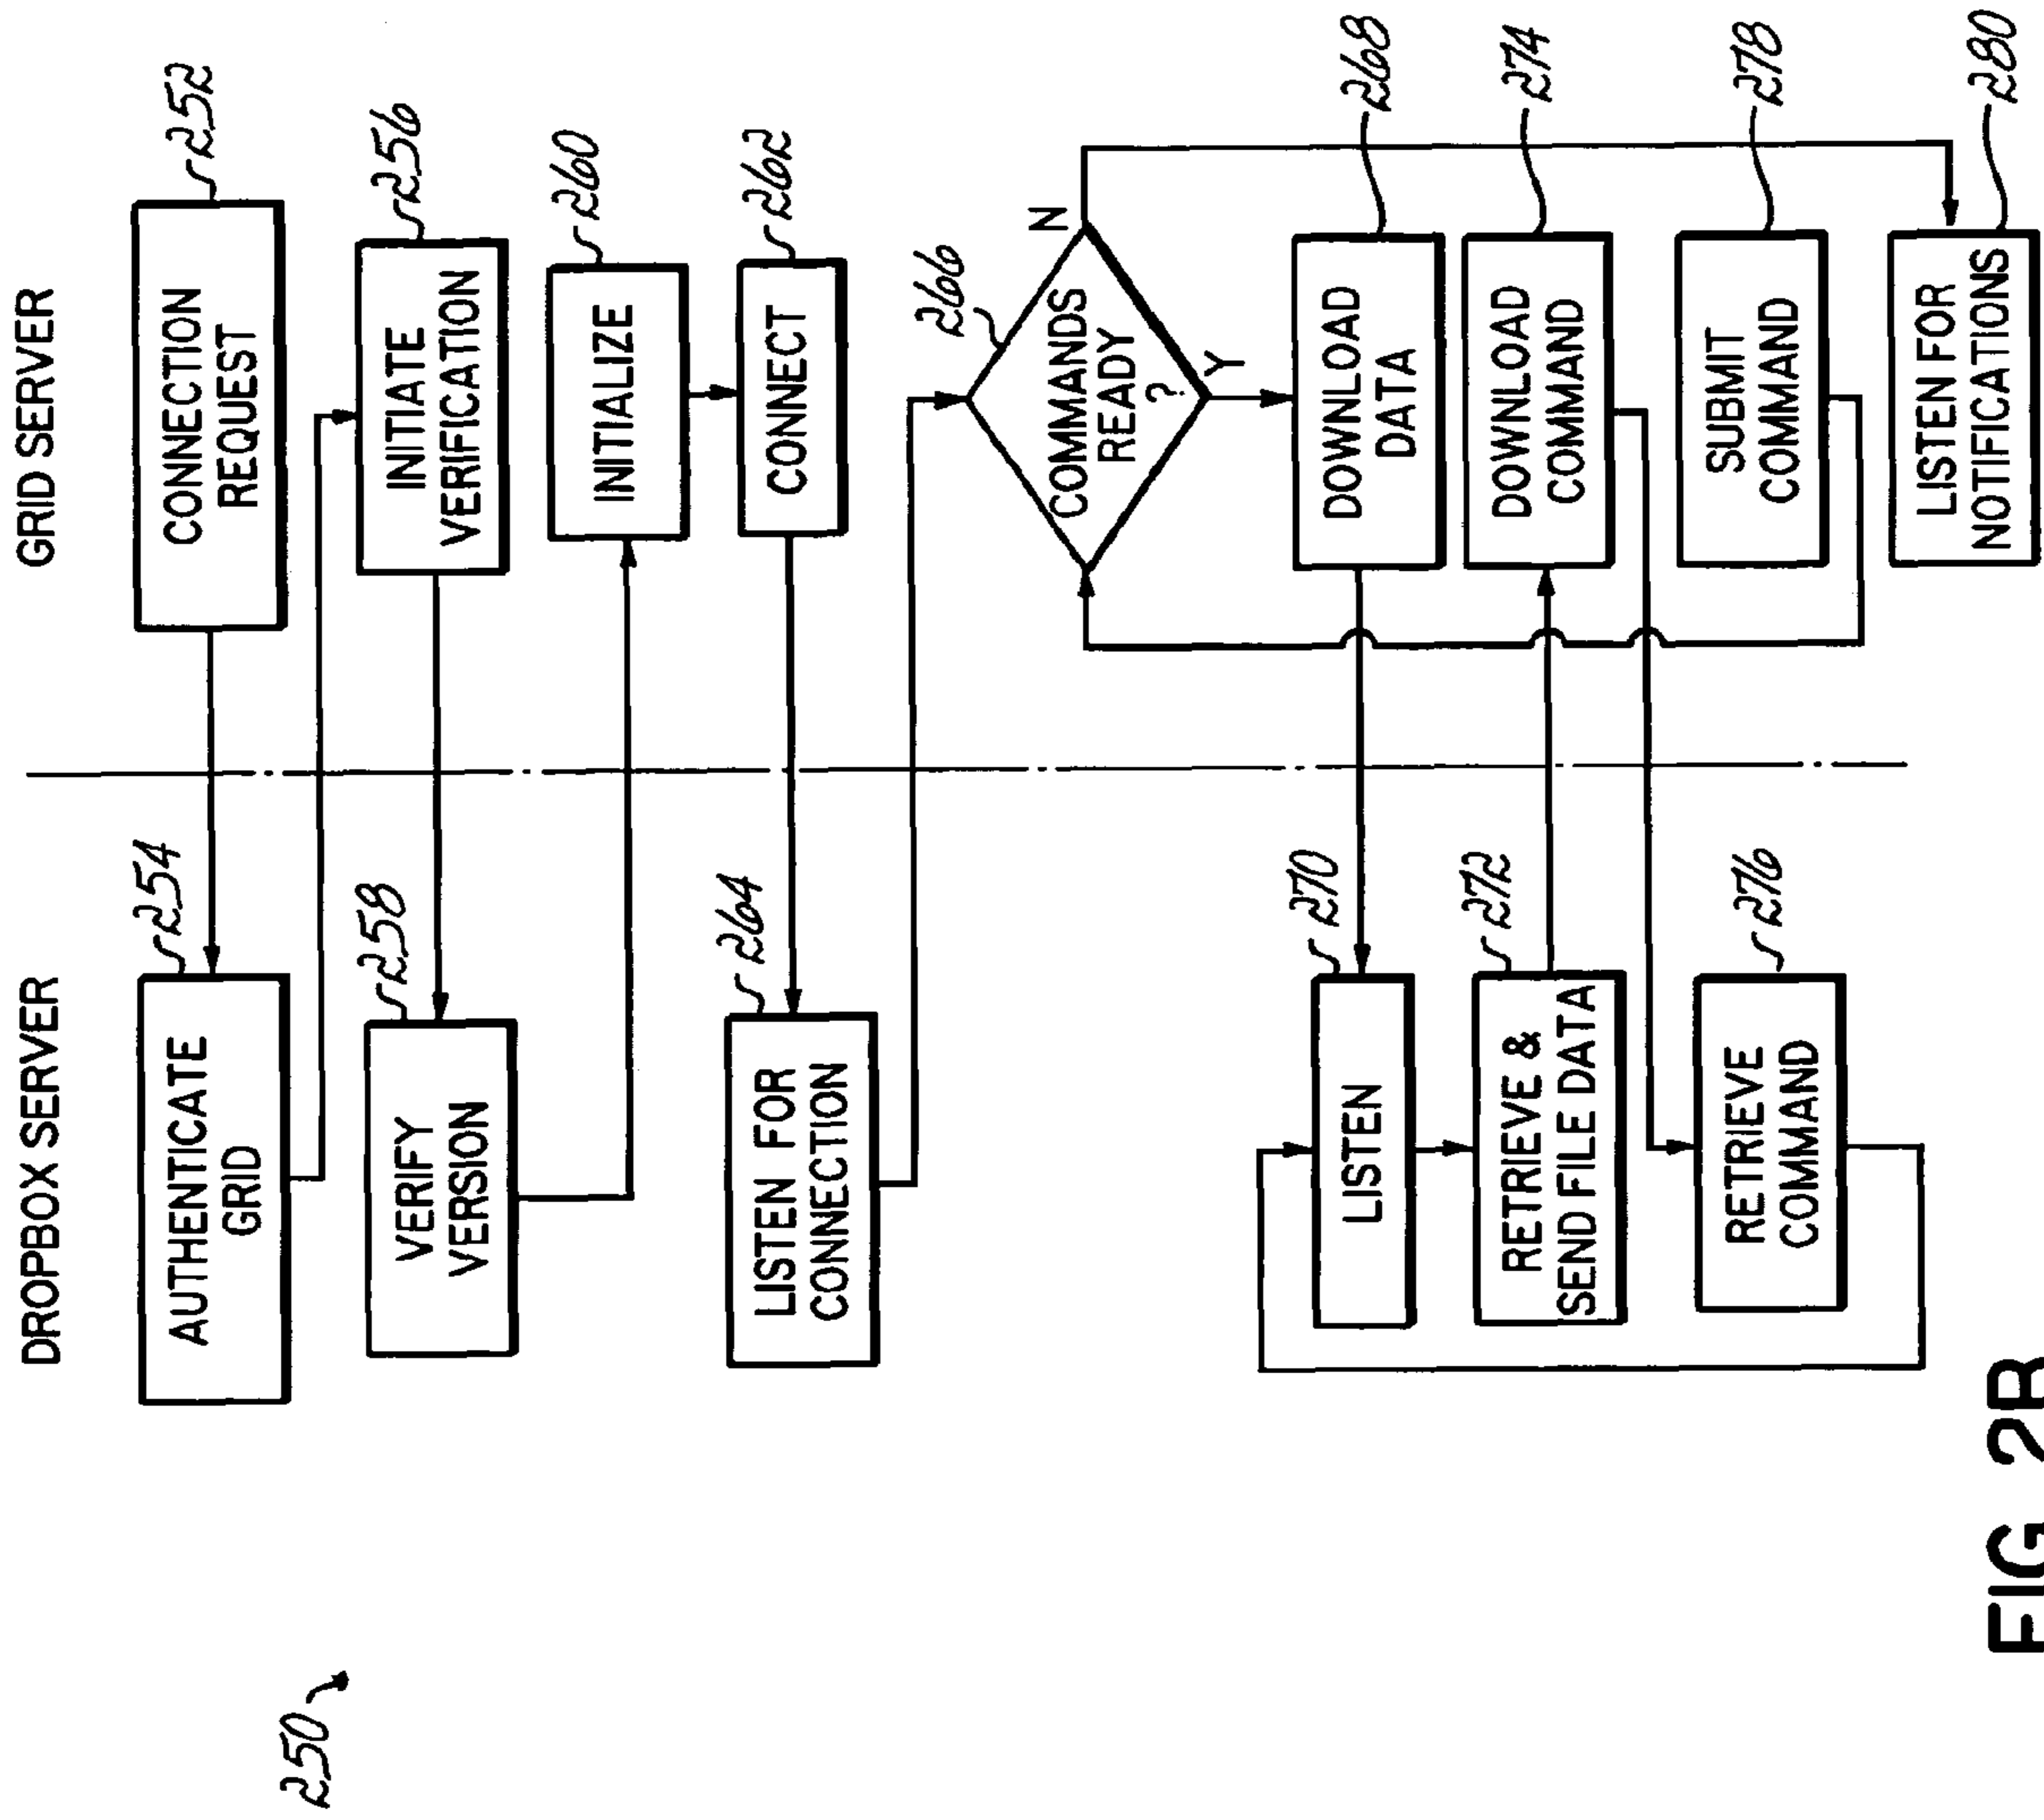 DROPBOX SERVER
GRID SERVER
250
254
AUTHENTICATE
GRID
252
CONNECTION
REQUEST
258
VERIFY
VERSION
256
INITIATE
VERIFICATION
260
INITIALIZE
264
LISTEN FOR
CONNECTION
262
CONNECT
266
COMMANDS
READY
?
N
Y
270
LISTEN
268
DOWNLOAD
DATA
272
RETRIEVE &
SEND FILE DATA
274
DOWNLOAD
COMMAND
276
RETRIEVE
COMMAND
278
SUBMIT
COMMAND
280
LISTEN FOR
NOTIFICATIONS
FIG. 2B